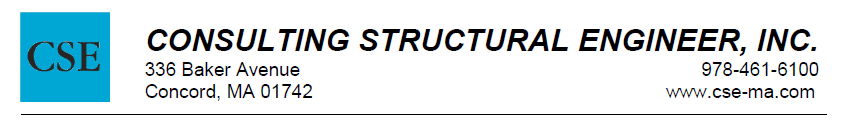 CSE
CONSULTING STRUCTURAL ENGINEER, INC.
336 Baker Avenue 978-461-6100
Concord, MA 01742 www.cse-ma.com